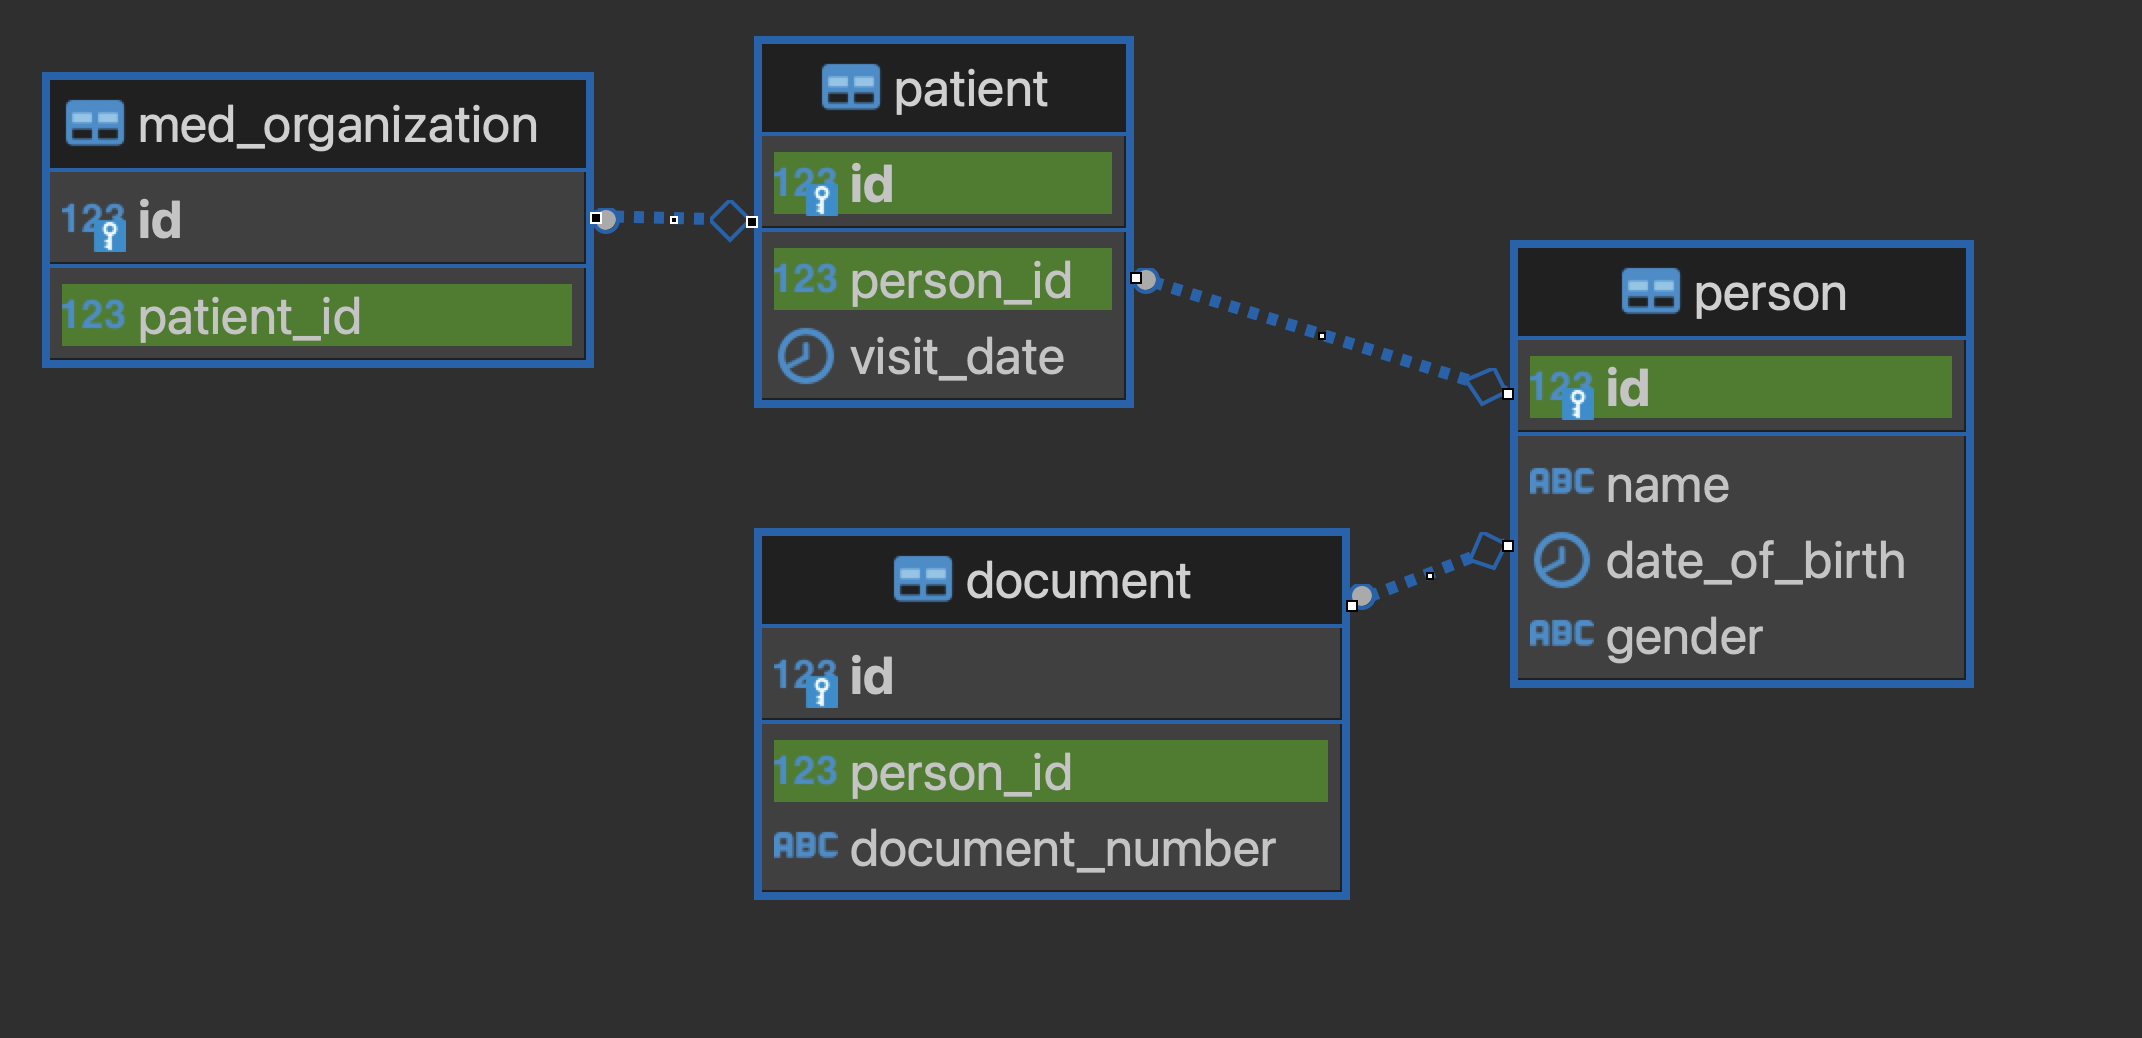 med_organization
123 id
123 patient_id
patient
123 id
123 person_id
visit_date
person
123 id
ABC name
date_of_birth
ABC gender
document
123 id
123 person_id
ABC document_number